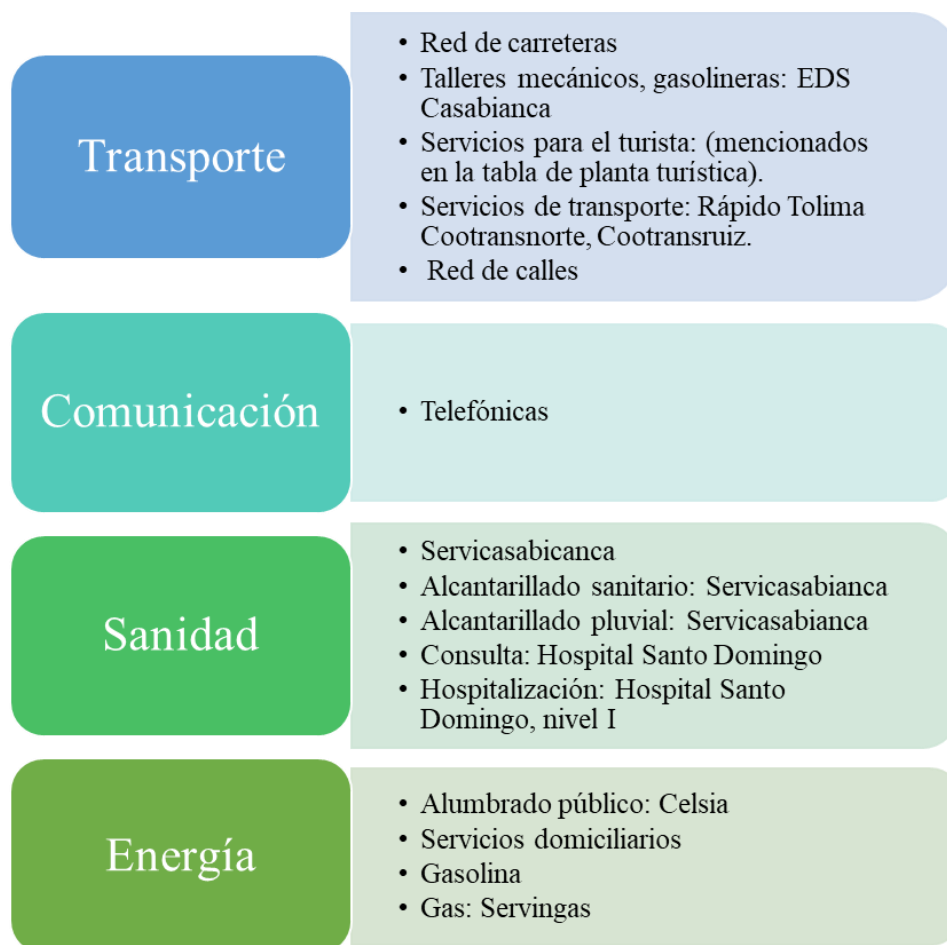 Transporte
• Red de carreteras
• Talleres mecánicos, gasolineras: EDS
Casabianca
• Servicios para el turista: (mencionados
en la tabla de planta turística).
• Servicios de transporte: Rápido Tolima
Cootransnorte, Cootransruiz.
• Red de calles
Comunicación
• Telefónicas
Sanidad
• Servicasabicanca
• Alcantarillado sanitario: Servicasabianca
• Alcantarillado pluvial: Servicasabianca
• Consulta: Hospital Santo Domingo
• Hospitalización: Hospital Santo
Domingo, nivel I
Energía
• Alumbrado público: Celsia
• Servicios domiciliarios
• Gasolina
• Gas: Servingas